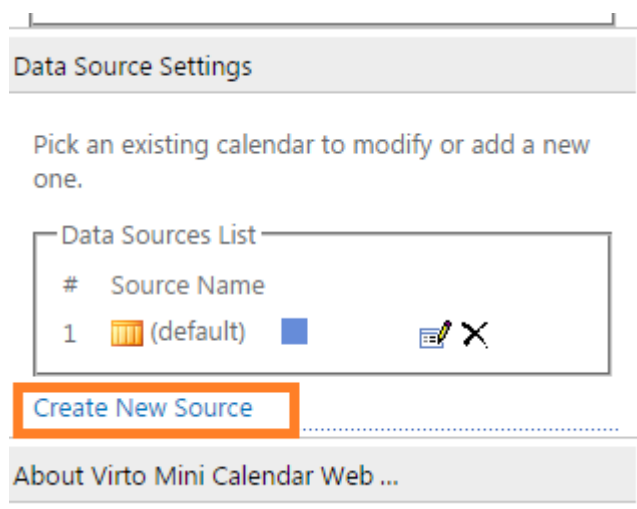 Data Source Settings
Pick an existing calendar to modify or add a new
one.
Data Sources List
# Source Name
1 (default)
Create New Source
About Virto Mini Calendar Web ...